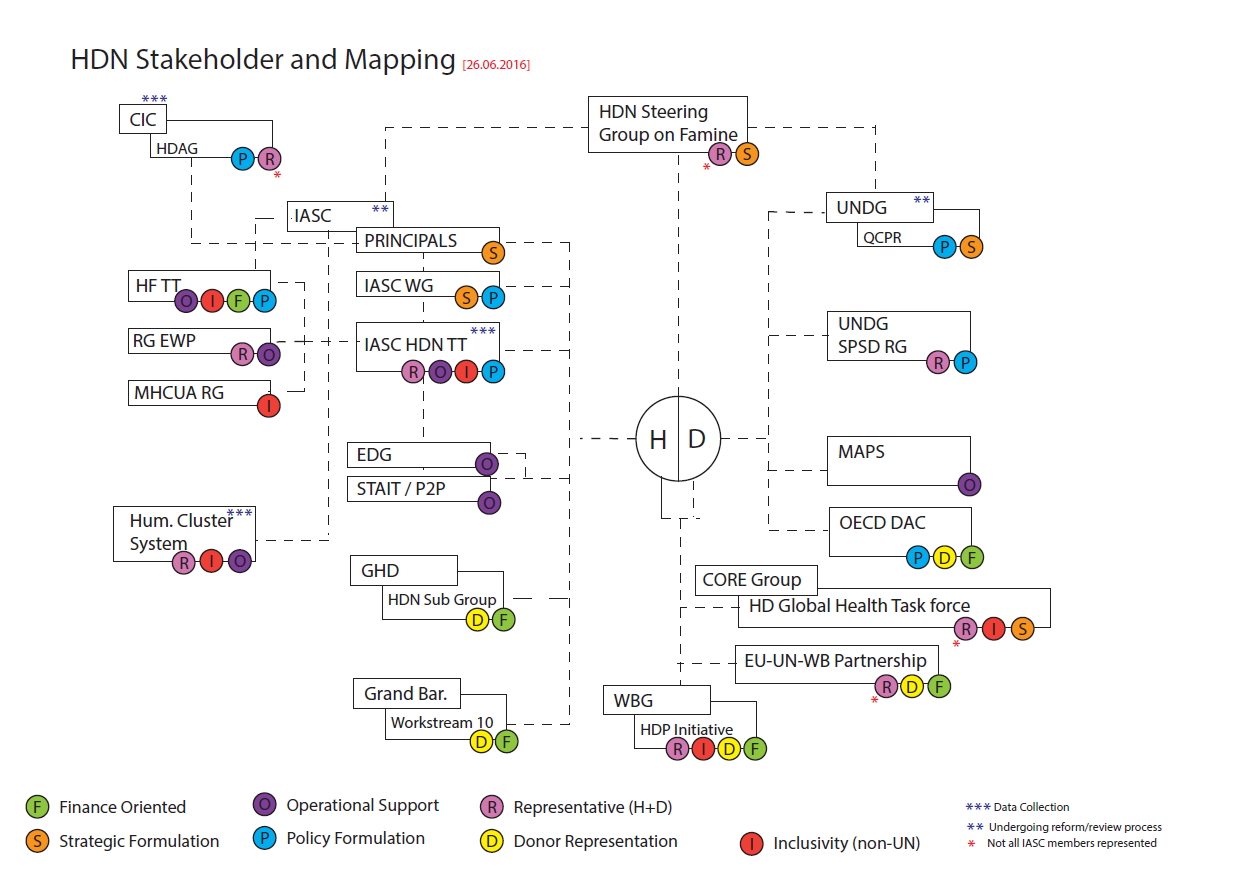 HDN Stakeholder and Mapping [26.06.2016]
***
CIC
HDAG
P R
*
HDN Steering
Group on Famine
R S
*
IASC **
PRINCIPALS
S
UNDG **
QCPR
P S
HF TT
O I F P
IASC WG
S P
RG EWP
R O
IASC HDN TT ***
R O I P
UNDG
SPSD RG
R P
MHCUA RG
I
H D
EDG
O
STAIT / P2P
O
MAPS
O
Hum. Cluster ***
System
R I O
OECD DAC
P D F
GHD
HDN Sub Group
D F
CORE Group
HD Global Health Task force
R I S
*
EU-UN-WB Partnership
R D F
*
Grand Bar.
Workstream 10
D F
WBG
HDP Initiative
R I D F
F Finance Oriented
S Strategic Formulation
O Operational Support
P Policy Formulation
R Representative (H+D)
D Donor Representation
I Inclusivity (non-UN)
*** Data Collection
** Undergoing reform/review process
* Not all IASC members represented